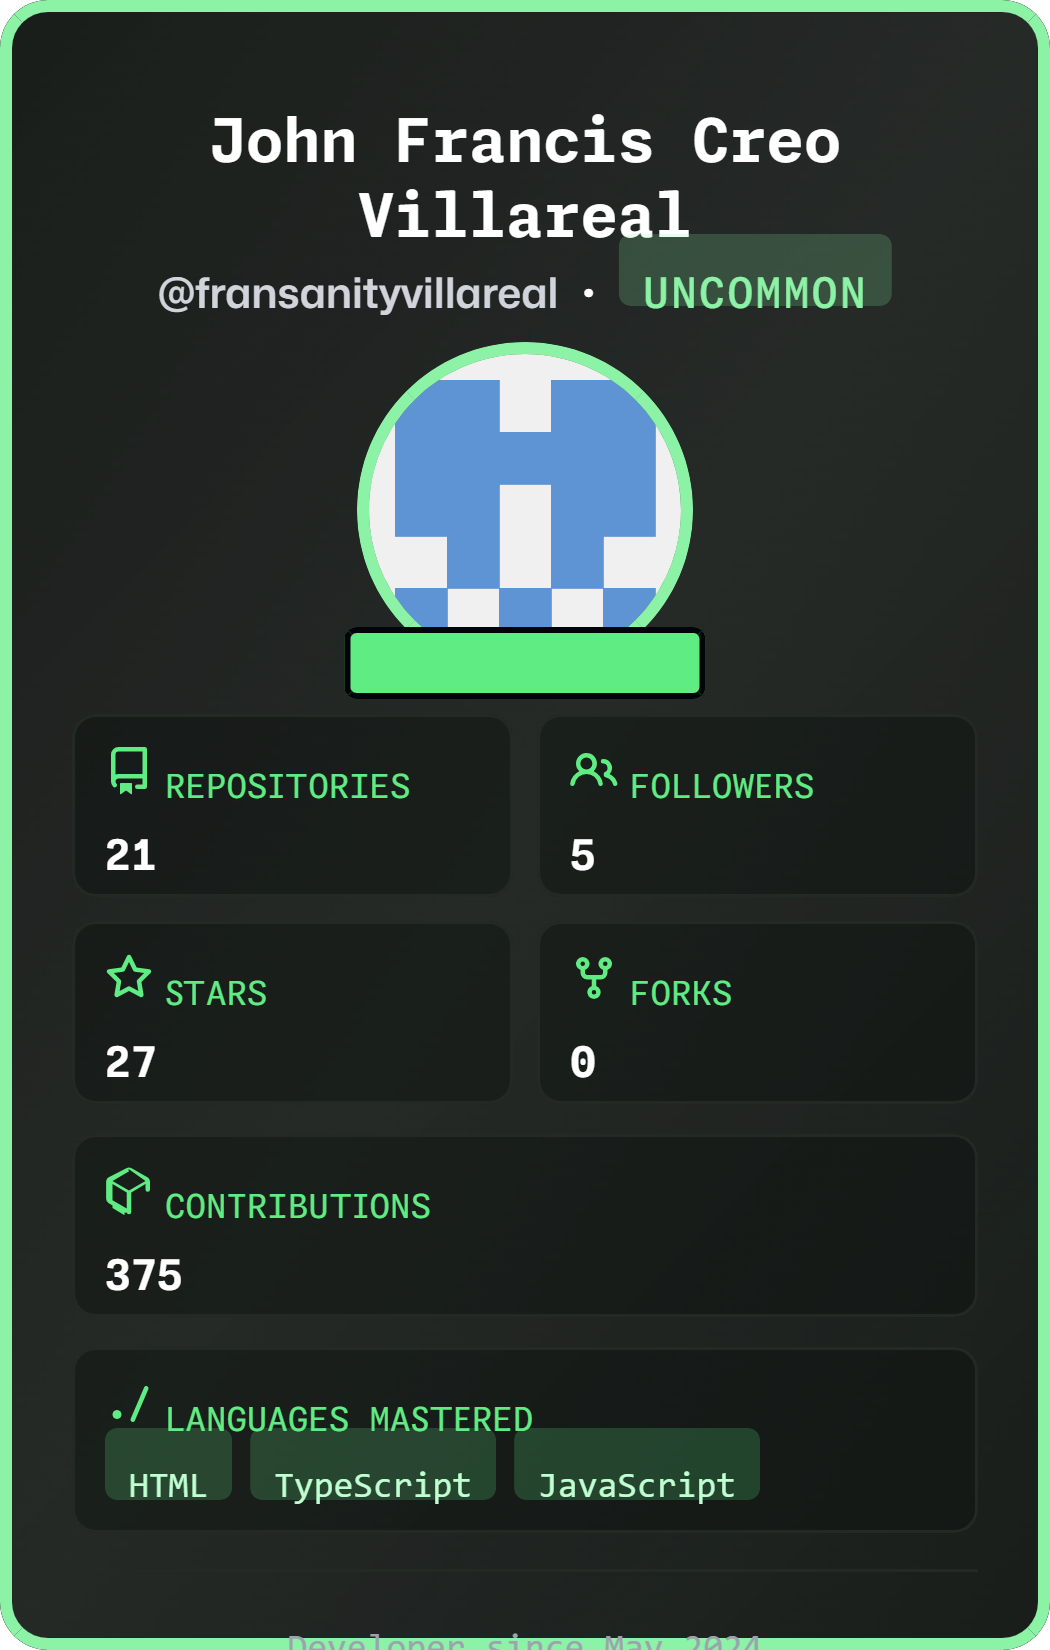 John Francis Creo
Villareal
@fransanityvillareal · UNCOMMON
REPOSITORIES
21
FOLLOWERS
5
STARS
27
FORKS
0
CONTRIBUTIONS
375
./ LANGUAGES MASTERED
HTML TypeScript JavaScript
Developer since May 2024